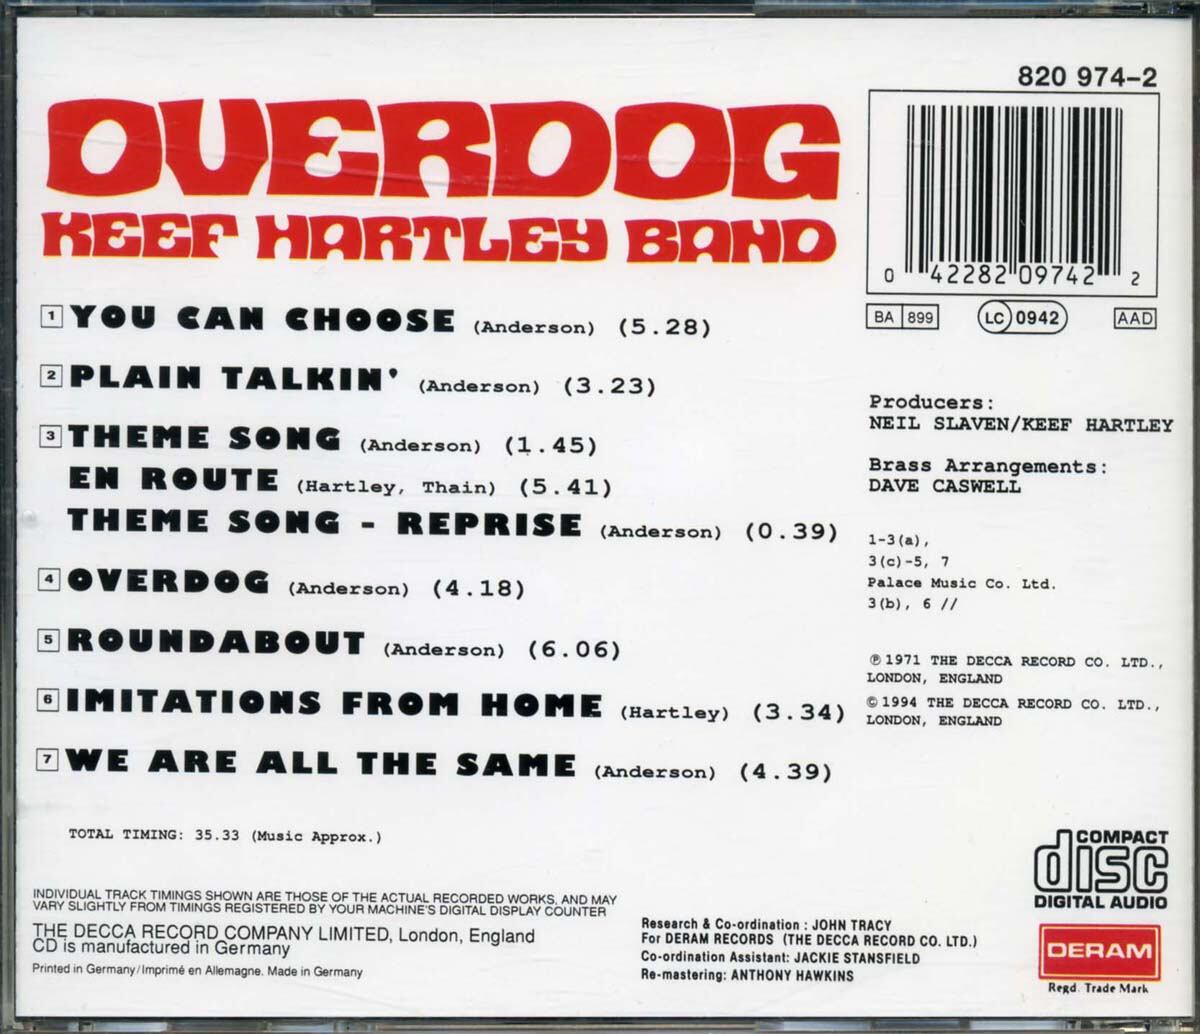 820 974-2
OVERDOG
KEEF HARTLEY BAND
0 42282 09742 2
BA 899 LC 0942 AAD
1 YOU CAN CHOOSE (Anderson) (5.28)
2 PLAIN TALKIN' (Anderson) (3.23)
3 THEME SONG (Anderson) (1.45)
EN ROUTE (Hartley, Thain) (5.41)
THEME SONG - REPRISE (Anderson) (0.39)
4 OVERDOG (Anderson) (4.18)
5 ROUNDABOUT (Anderson) (6.06)
6 IMITATIONS FROM HOME (Hartley) (3.34)
7 WE ARE ALL THE SAME (Anderson) (4.39)
TOTAL TIMING: 35.33 (Music Approx.)
Producers:
NEIL SLAVEN/KEEF HARTLEY
Brass Arrangements:
DAVE CASWELL
1-3(a),
3(c)-5, 7
Palace Music Co. Ltd.
3(b), 6 //
℗ 1971 THE DECCA RECORD CO. LTD.,
LONDON, ENGLAND
© 1994 THE DECCA RECORD CO. LTD.,
LONDON, ENGLAND
INDIVIDUAL TRACK TIMINGS SHOWN ARE THOSE OF THE ACTUAL RECORDED WORKS, AND MAY
VARY SLIGHTLY FROM TIMINGS REGISTERED BY YOUR MACHINE'S DIGITAL DISPLAY COUNTER
THE DECCA RECORD COMPANY LIMITED, London, England
CD is manufactured in Germany
Printed in Germany/Imprimé en Allemagne. Made in Germany
Research & Co-ordination : JOHN TRACY
For DERAM RECORDS (THE DECCA RECORD CO. LTD.)
Co-ordination Assistant: JACKIE STANSFIELD
Re-mastering: ANTHONY HAWKINS
COMPACT
disc
DIGITAL AUDIO
DERAM
Regd. Trade Mark